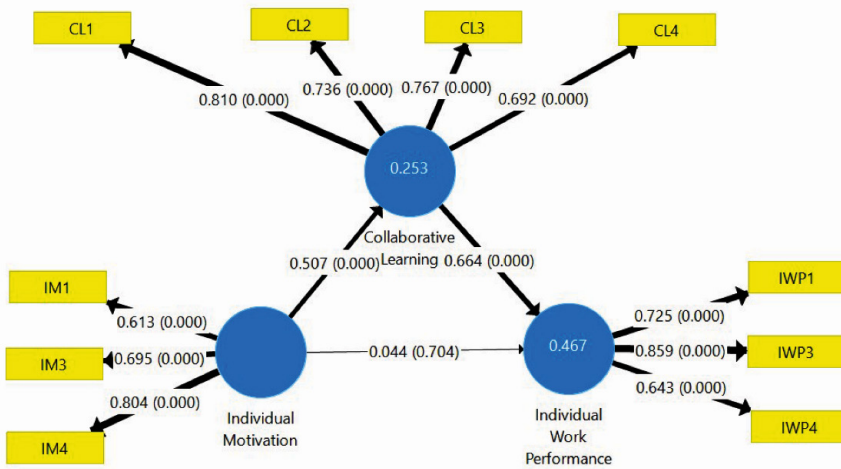 CL1
CL2
CL3
CL4
0.810 (0.000)
0.736 (0.000)
0.767 (0.000)
0.692 (0.000)
0.253
Collaborative
Learning
0.507 (0.000)
0.664 (0.000)
IM1
IM3
IM4
0.613 (0.000)
0.695 (0.000)
0.804 (0.000)
Individual
Motivation
0.044 (0.704)
0.467
Individual
Work
Performance
0.725 (0.000)
0.859 (0.000)
0.643 (0.000)
IWP1
IWP3
IWP4